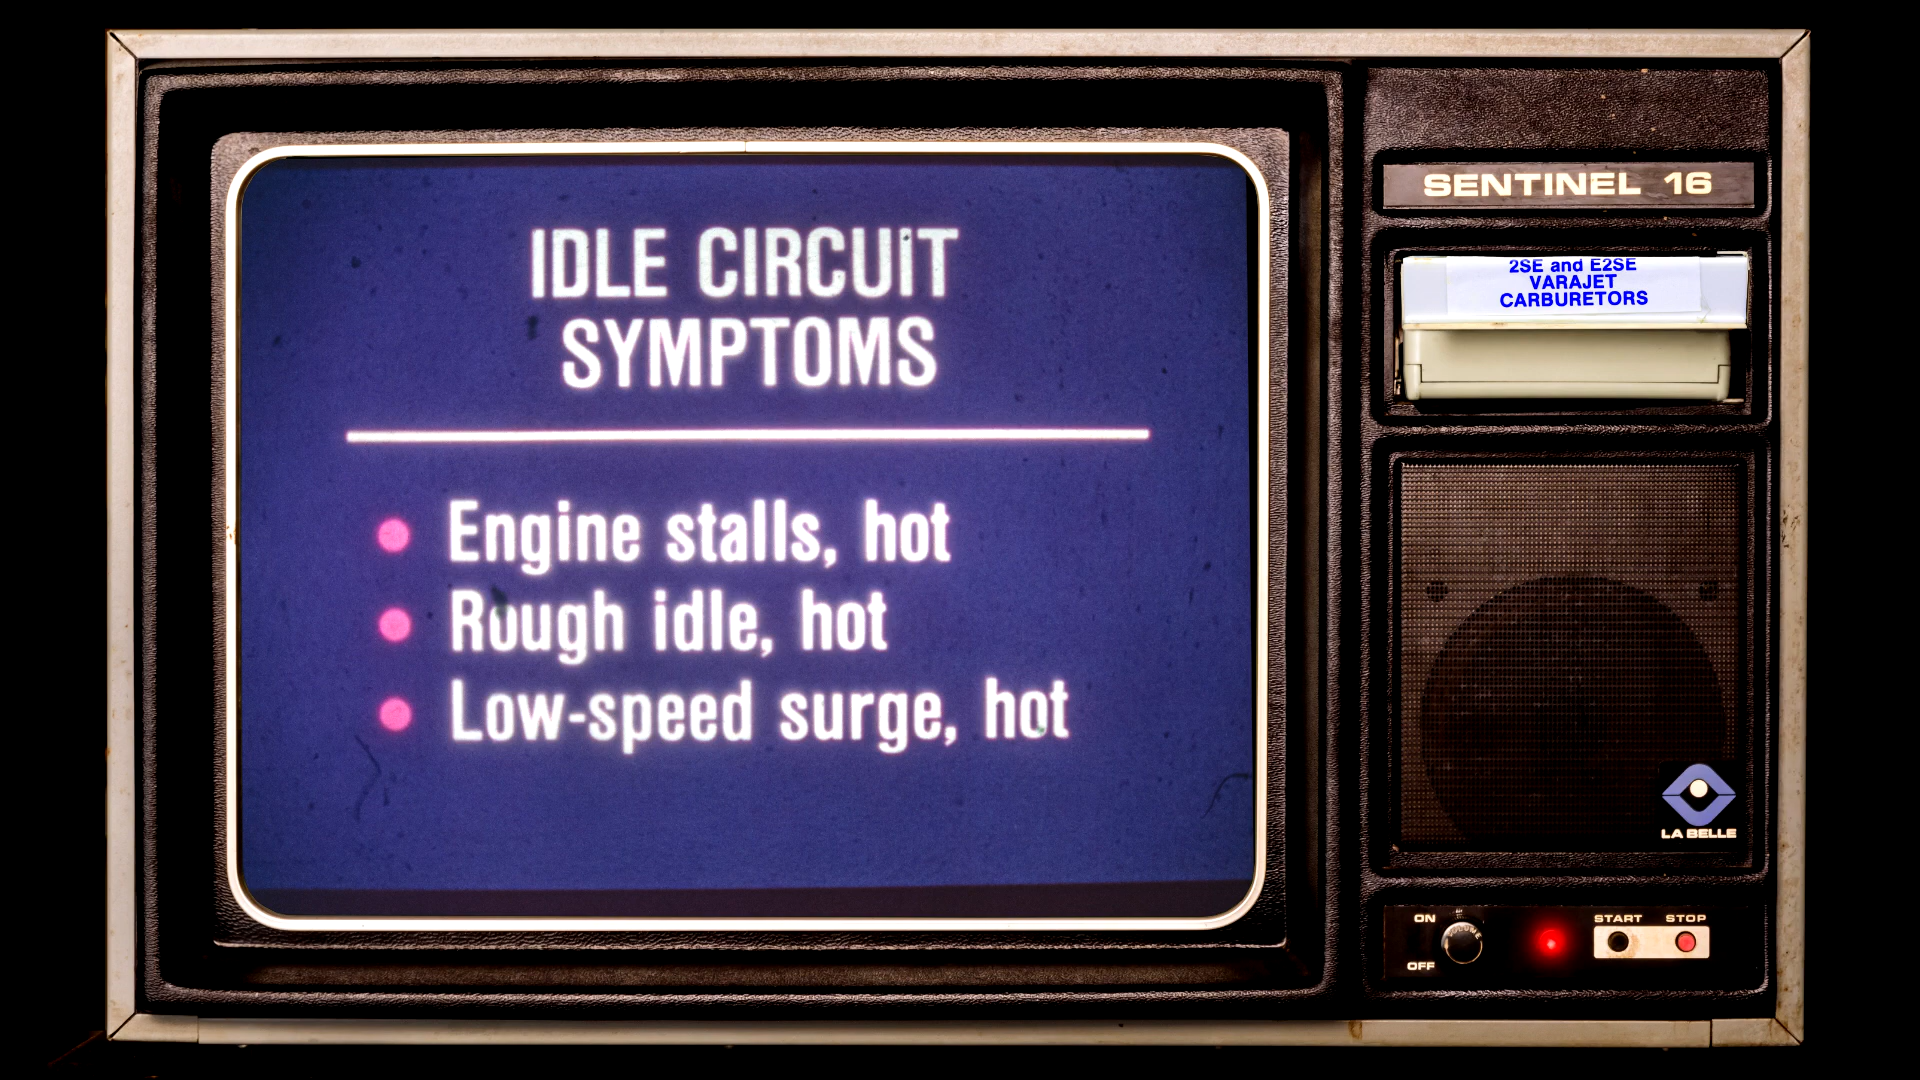 IDLE CIRCUIT
SYMPTOMS
Engine stalls, hot
Rough idle, hot
Low-speed surge, hot
SENTINEL 16
2SE and E2SE
VARAJET
CARBURETORS
LA BELLE
ON
OFF
VOLUME
START STOP